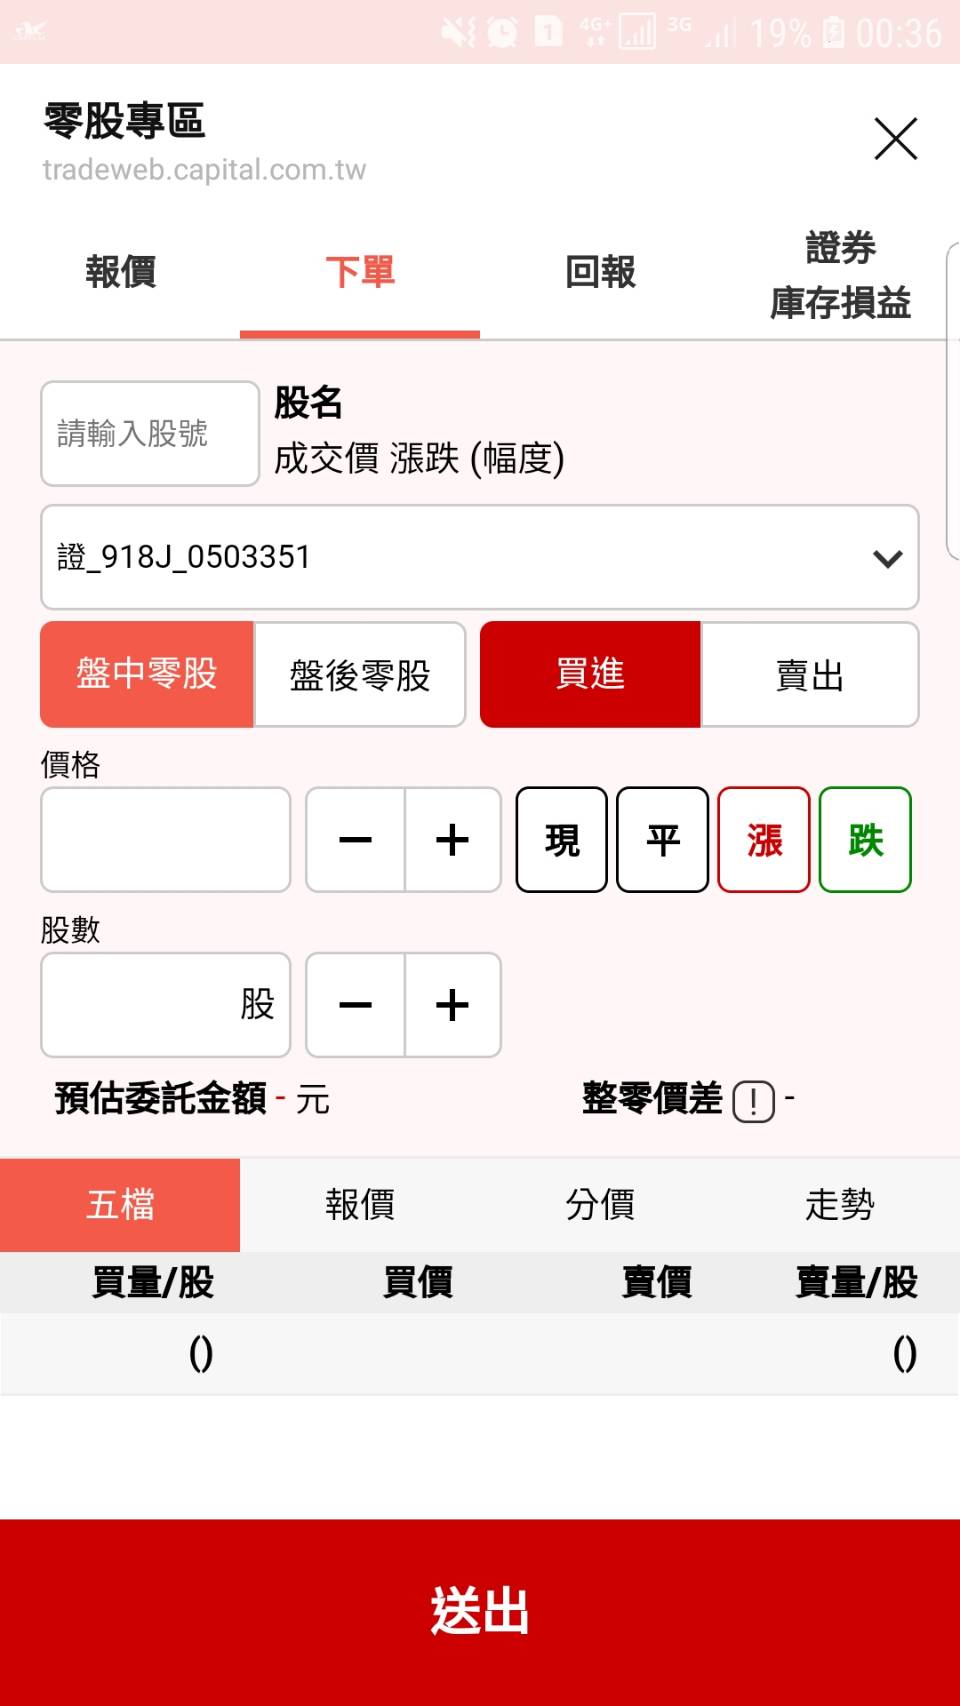 1 4G+ 3G 19% 00:36
零股專區
tradeweb.capital.com.tw
報價 下單 回報 證券
庫存損益
請輸入股號 股名
成交價 漲跌 (幅度)
證_918J_0503351
盤中零股 盤後零股 買進 賣出
價格
− + 現 平 漲 跌
股數
股 − +
預估委託金額 - 元 整零價差 ! -
五檔 報價 分價 走勢
買量/股 買價 賣價 賣量/股
() ()
送出